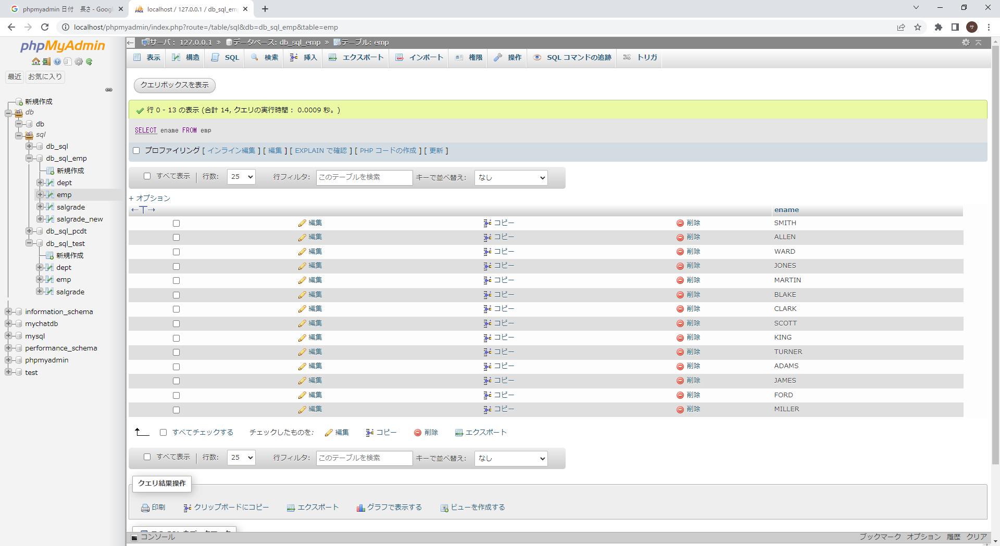 phpmyadmin 日付　長さ - Goog
localhost / 127.0.0.1 / db_sql_em
localhost/phpmyadmin/index.php?route=/table/sql&db=db_sql_emp&table=emp
サ
phpMyAdmin
最近
お気に入り
新規作成
db
db
sql
db_sql
db_sql_emp
新規作成
dept
emp
salgrade
salgrade_new
db_sql_pcdt
db_sql_test
新規作成
dept
emp
salgrade
information_schema
mychatdb
mysql
performance_schema
phpmyadmin
test
サーバ： 127.0.0.1 » データベース: db_sql_emp » テーブル: emp
表示 構造 SQL 検索 挿入 エクスポート インポート 権限 操作 SQL コマンドの追跡 トリガ
クエリボックスを表示
行 0 - 13 の表示 (合計 14, クエリの実行時間： 0.0009 秒。)
SELECT ename FROM emp
プロファイリング [ インライン編集 ] [ 編集 ] [ EXPLAIN で確認 ] [ PHP コードの作成 ] [ 更新 ]
すべて表示 | 行数: 25 行フィルタ: このテーブルを検索 キーで並べ替え: なし
+ オプション
←T→ ename
編集 コピー 削除 SMITH
編集 コピー 削除 ALLEN
編集 コピー 削除 WARD
編集 コピー 削除 JONES
編集 コピー 削除 MARTIN
編集 コピー 削除 BLAKE
編集 コピー 削除 CLARK
編集 コピー 削除 SCOTT
編集 コピー 削除 KING
編集 コピー 削除 TURNER
編集 コピー 削除 ADAMS
編集 コピー 削除 JAMES
編集 コピー 削除 FORD
編集 コピー 削除 MILLER
すべてチェックする チェックしたものを: 編集 コピー 削除 エクスポート
すべて表示 | 行数: 25 行フィルタ: このテーブルを検索 キーで並べ替え: なし
クエリ結果操作
印刷 クリップボードにコピー エクスポート グラフで表示する ビューを作成する
コンソール
ブックマーク オプション 履歴 クリア